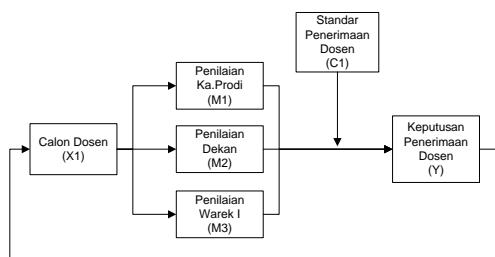 Standar
Penerimaan
Dosen
(C1)
Penilaian
Ka.Prodi
(M1)
Calon Dosen
(X1)
Penilaian
Dekan
(M2)
Keputusan
Penerimaan
Dosen
(Y)
Penilaian
Warek I
(M3)